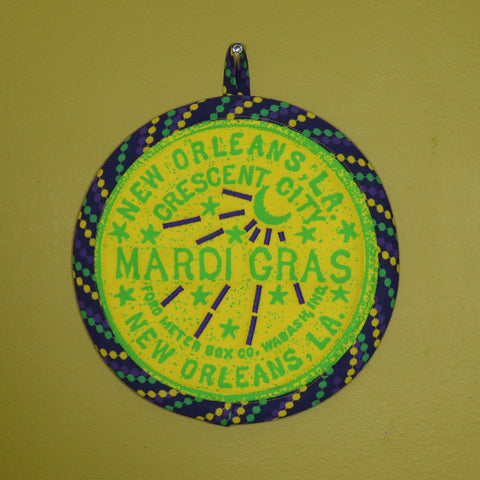 NEW ORLEANS, LA.
CRESCENT CITY
MARDI GRAS
FORD METER BOX CO. WABASH, IND.
NEW ORLEANS, LA.